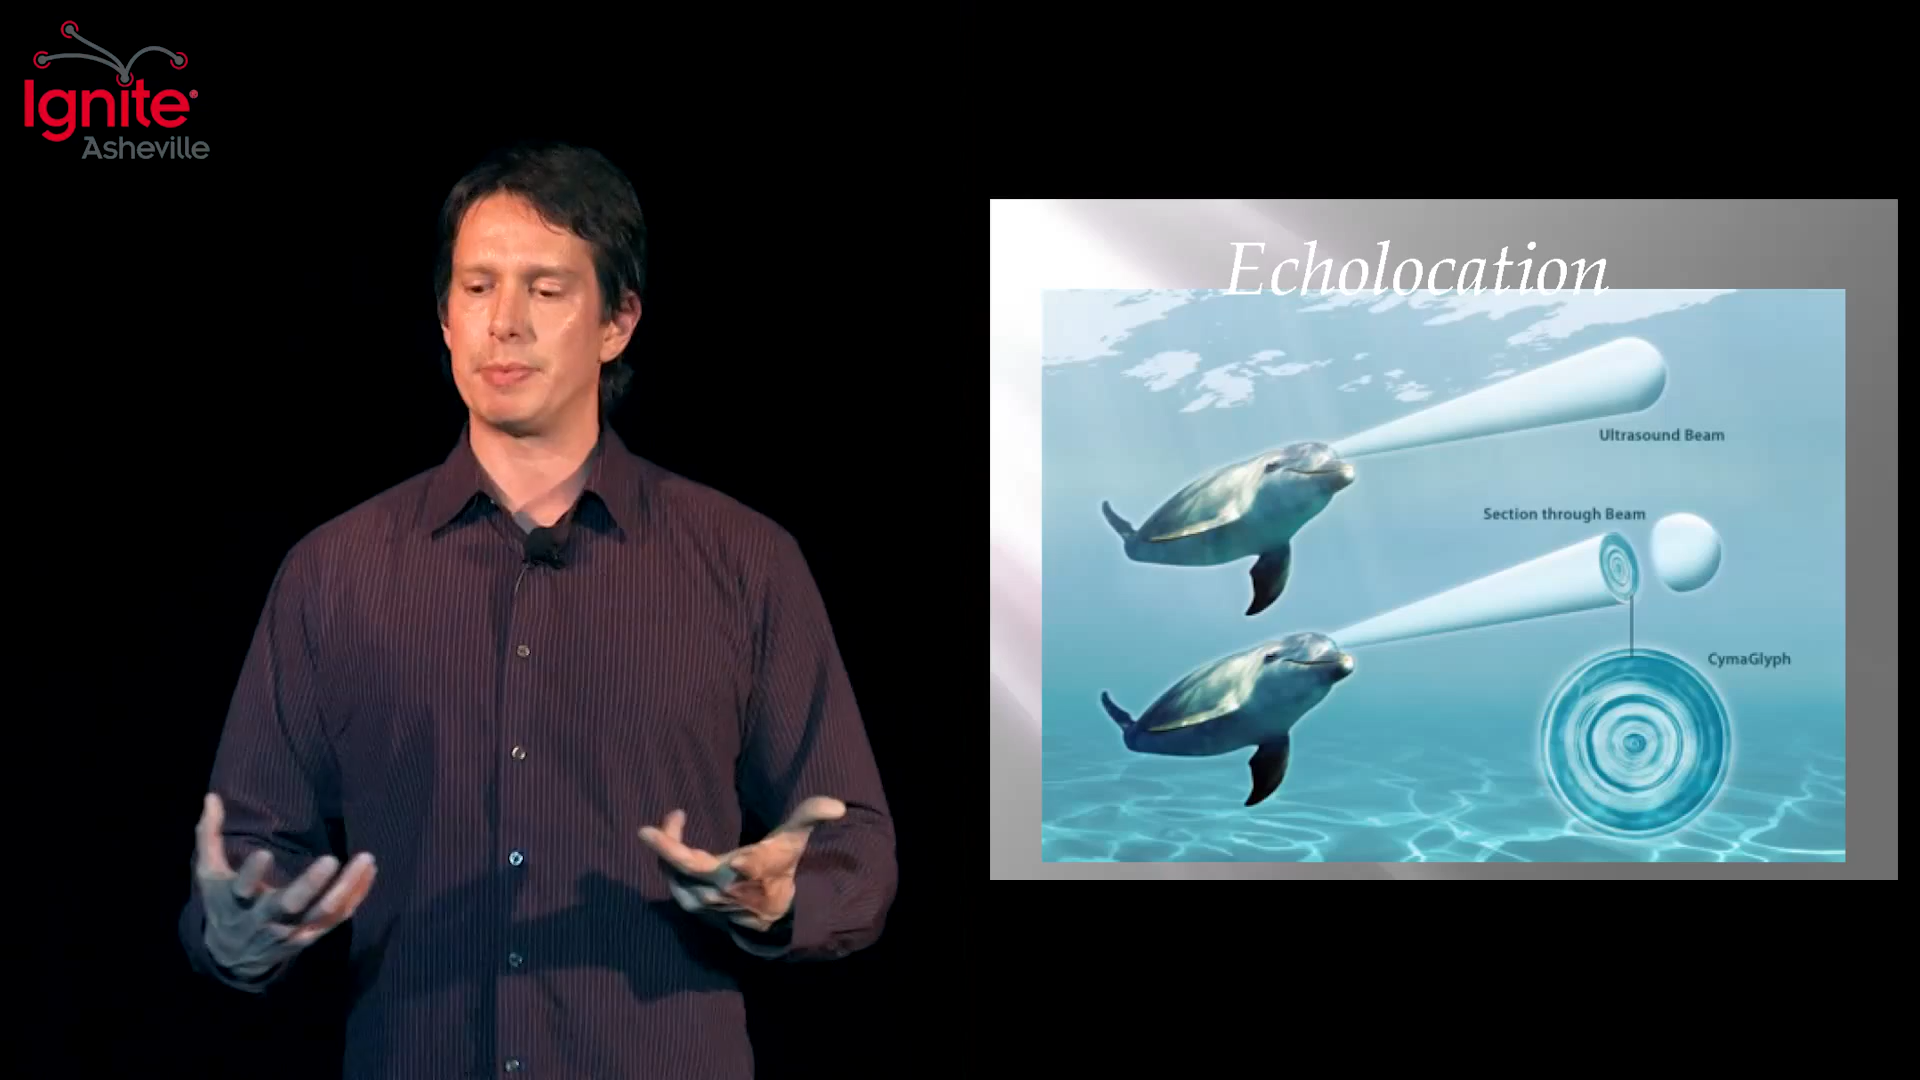 Ignite
Asheville
Echolocation
Ultrasound Beam
Section through Beam
CymaGlyph